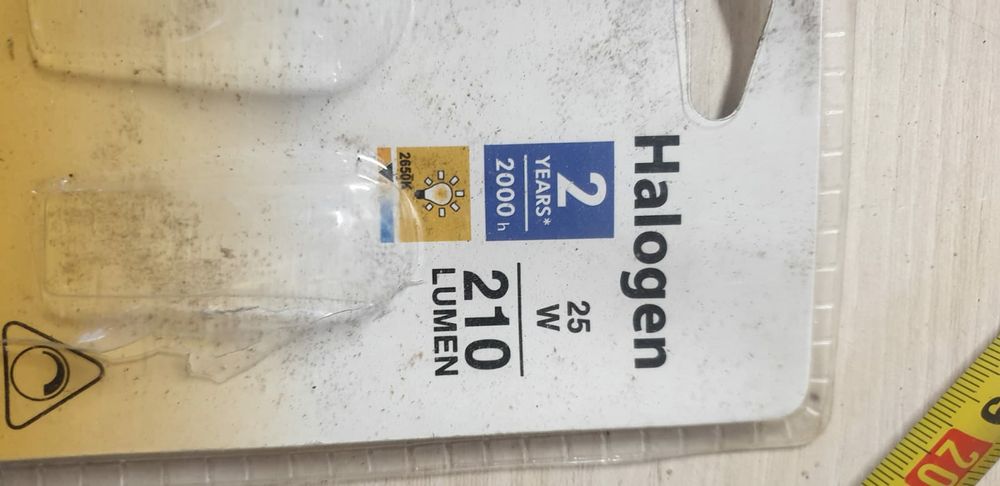 Halogen
2
YEARS*
2000 h
25
W
2650K
210
LUMEN
20